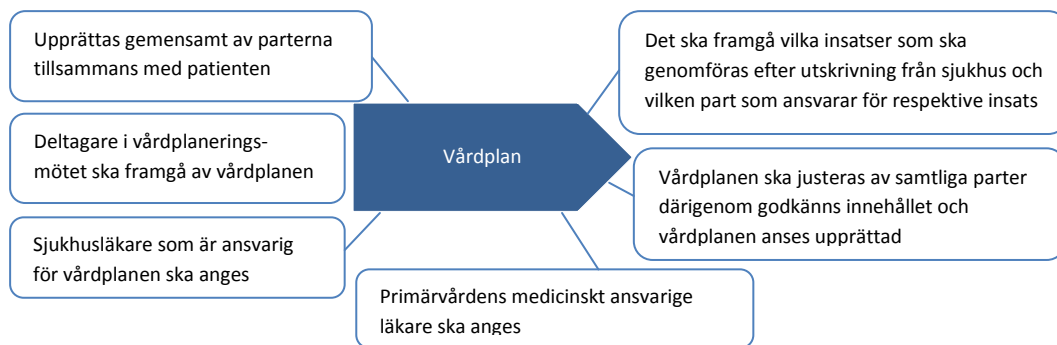 Upprättas gemensamt av parterna
tillsammans med patienten
Deltagare i vårdplanerings-
mötet ska framgå av vårdplanen
Sjukhusläkare som är ansvarig
för vårdplanen ska anges
Vårdplan
Det ska framgå vilka insatser som ska
genomföras efter utskrivning från sjukhus och
vilken part som ansvarar för respektive insats
Vårdplanen ska justeras av samtliga parter
därigenom godkänns innehållet och
vårdplanen anses upprättad
Primärvårdens medicinskt ansvarige
läkare ska anges